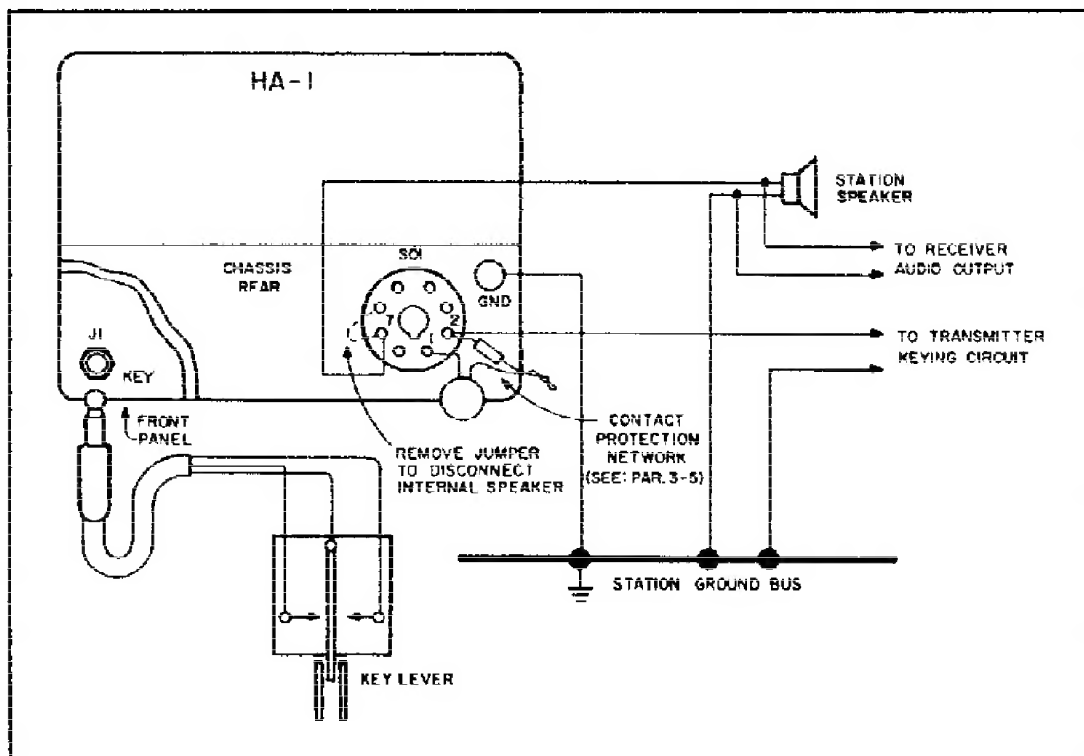 HA-1
STATION
SPEAKER
TO RECEIVER
AUDIO OUTPUT
CHASSIS
REAR
SO1
GND
7
2
TO TRANSMITTER
KEYING CIRCUIT
J1
KEY
FRONT
PANEL
REMOVE JUMPER
TO DISCONNECT
INTERNAL SPEAKER
CONTACT
PROTECTION
NETWORK
(SEE: PAR. 3-5)
STATION GROUND BUS
KEY LEVER